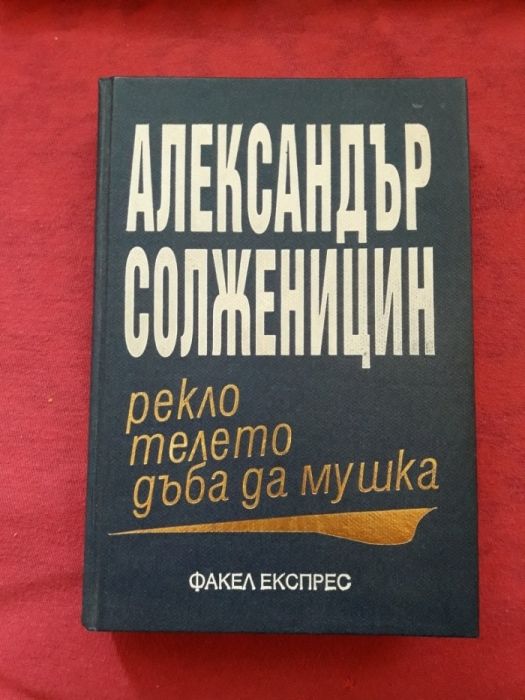 АЛЕКСАНДЪР
СОЛЖЕНИЦИН
рекло
телето
дъба да мушка
ФАКЕЛ ЕКСПРЕС